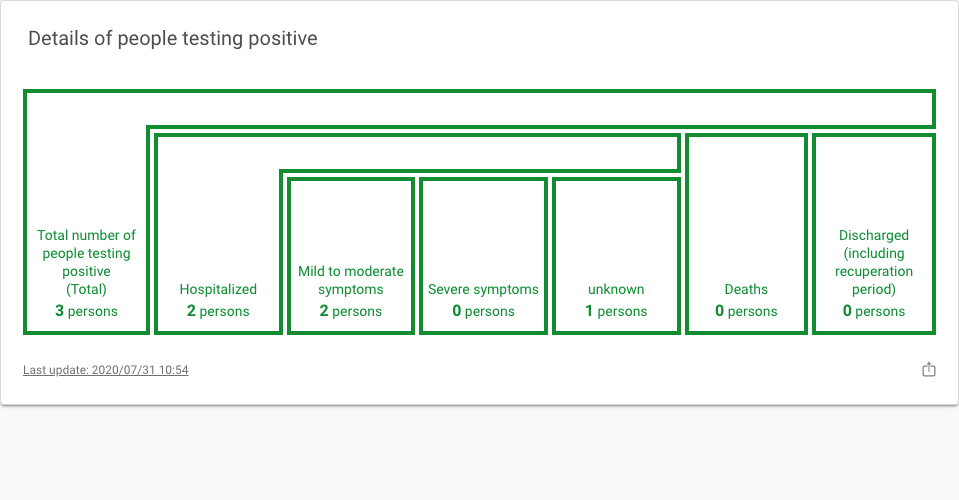 Details of people testing positive
Total number of
people testing
positive
(Total)
3 persons
Hospitalized
2 persons
Mild to moderate
symptoms
2 persons
Severe symptoms
0 persons
unknown
1 persons
Deaths
0 persons
Discharged
(including
recuperation
period)
0 persons
Last update: 2020/07/31 10:54